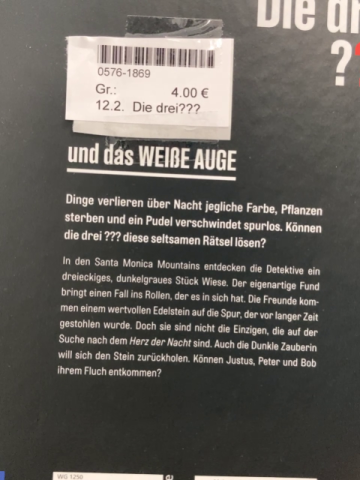 Die dr
?
0576-1869
Gr.: 4.00 €
12.2. Die drei???
und das WEIẞE AUGE
Dinge verlieren über Nacht jegliche Farbe, Pflanzen
sterben und ein Pudel verschwindet spurlos. Können
die drei ??? diese seltsamen Rätsel lösen?
In den Santa Monica Mountains entdecken die Detektive ein
dreieckiges, dunkelgraues Stück Wiese. Der eigenartige Fund
bringt einen Fall ins Rollen, der es in sich hat. Die Freunde kom-
men einem wertvollen Edelstein auf die Spur, der vor langer Zeit
gestohlen wurde. Doch sie sind nicht die Einzigen, die auf der
Suche nach dem Herz der Nacht sind. Auch die Dunkle Zauberin
will sich den Stein zurückholen. Können Justus, Peter und Bob
ihrem Fluch entkommen?
WG 1250